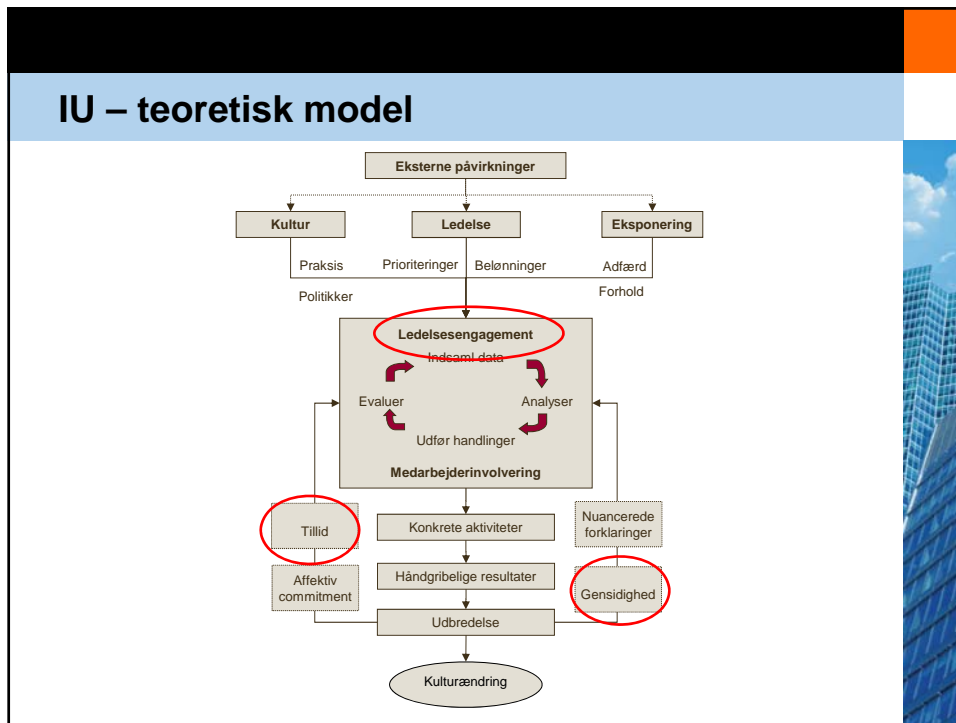 IU – teoretisk model
Eksterne påvirkninger
Kultur
Ledelse
Eksponering
Praksis
Prioriteringer
Belønninger
Adfærd
Politikker
Forhold
Ledelsesengagement
Indsaml data
Evaluer
Analyser
Udfør handlinger
Medarbejderinvolvering
Tillid
Konkrete aktiviteter
Nuancerede
forklaringer
Affektiv
commitment
Håndgribelige resultater
Gensidighed
Udbredelse
Kulturændring